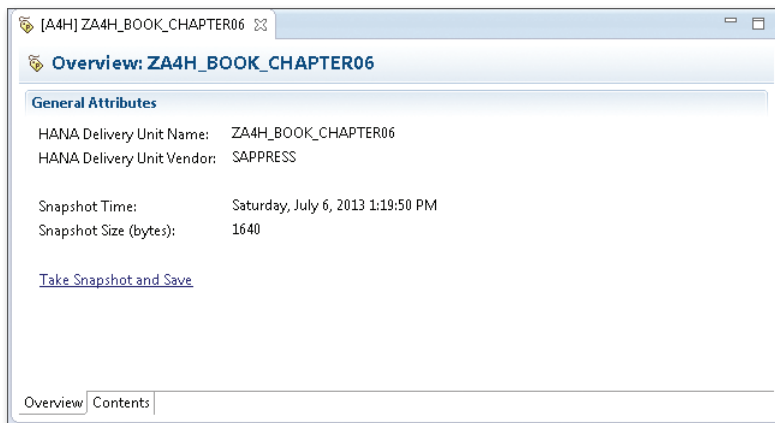 [A4H] ZA4H_BOOK_CHAPTER06
Overview: ZA4H_BOOK_CHAPTER06
General Attributes
HANA Delivery Unit Name: ZA4H_BOOK_CHAPTER06
HANA Delivery Unit Vendor: SAPPRESS
Snapshot Time: Saturday, July 6, 2013 1:19:50 PM
Snapshot Size (bytes): 1640
Take Snapshot and Save
Overview Contents